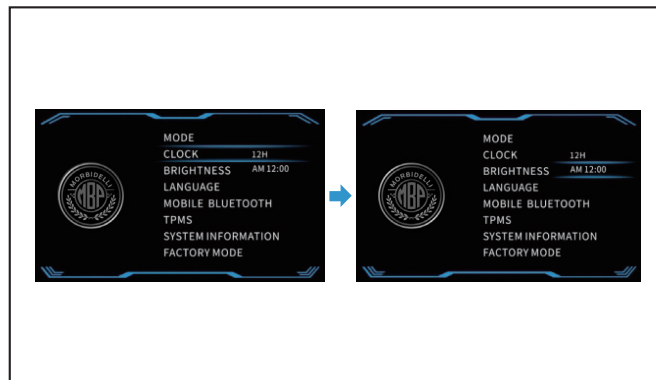 MODE
CLOCK 12H
BRIGHTNESS AM 12:00
LANGUAGE
MOBILE BLUETOOTH
TPMS
SYSTEM INFORMATION
FACTORY MODE
MORBIDELLI
MBP
MODE
CLOCK 12H
BRIGHTNESS AM 12:00
LANGUAGE
MOBILE BLUETOOTH
TPMS
SYSTEM INFORMATION
FACTORY MODE
MORBIDELLI
MBP